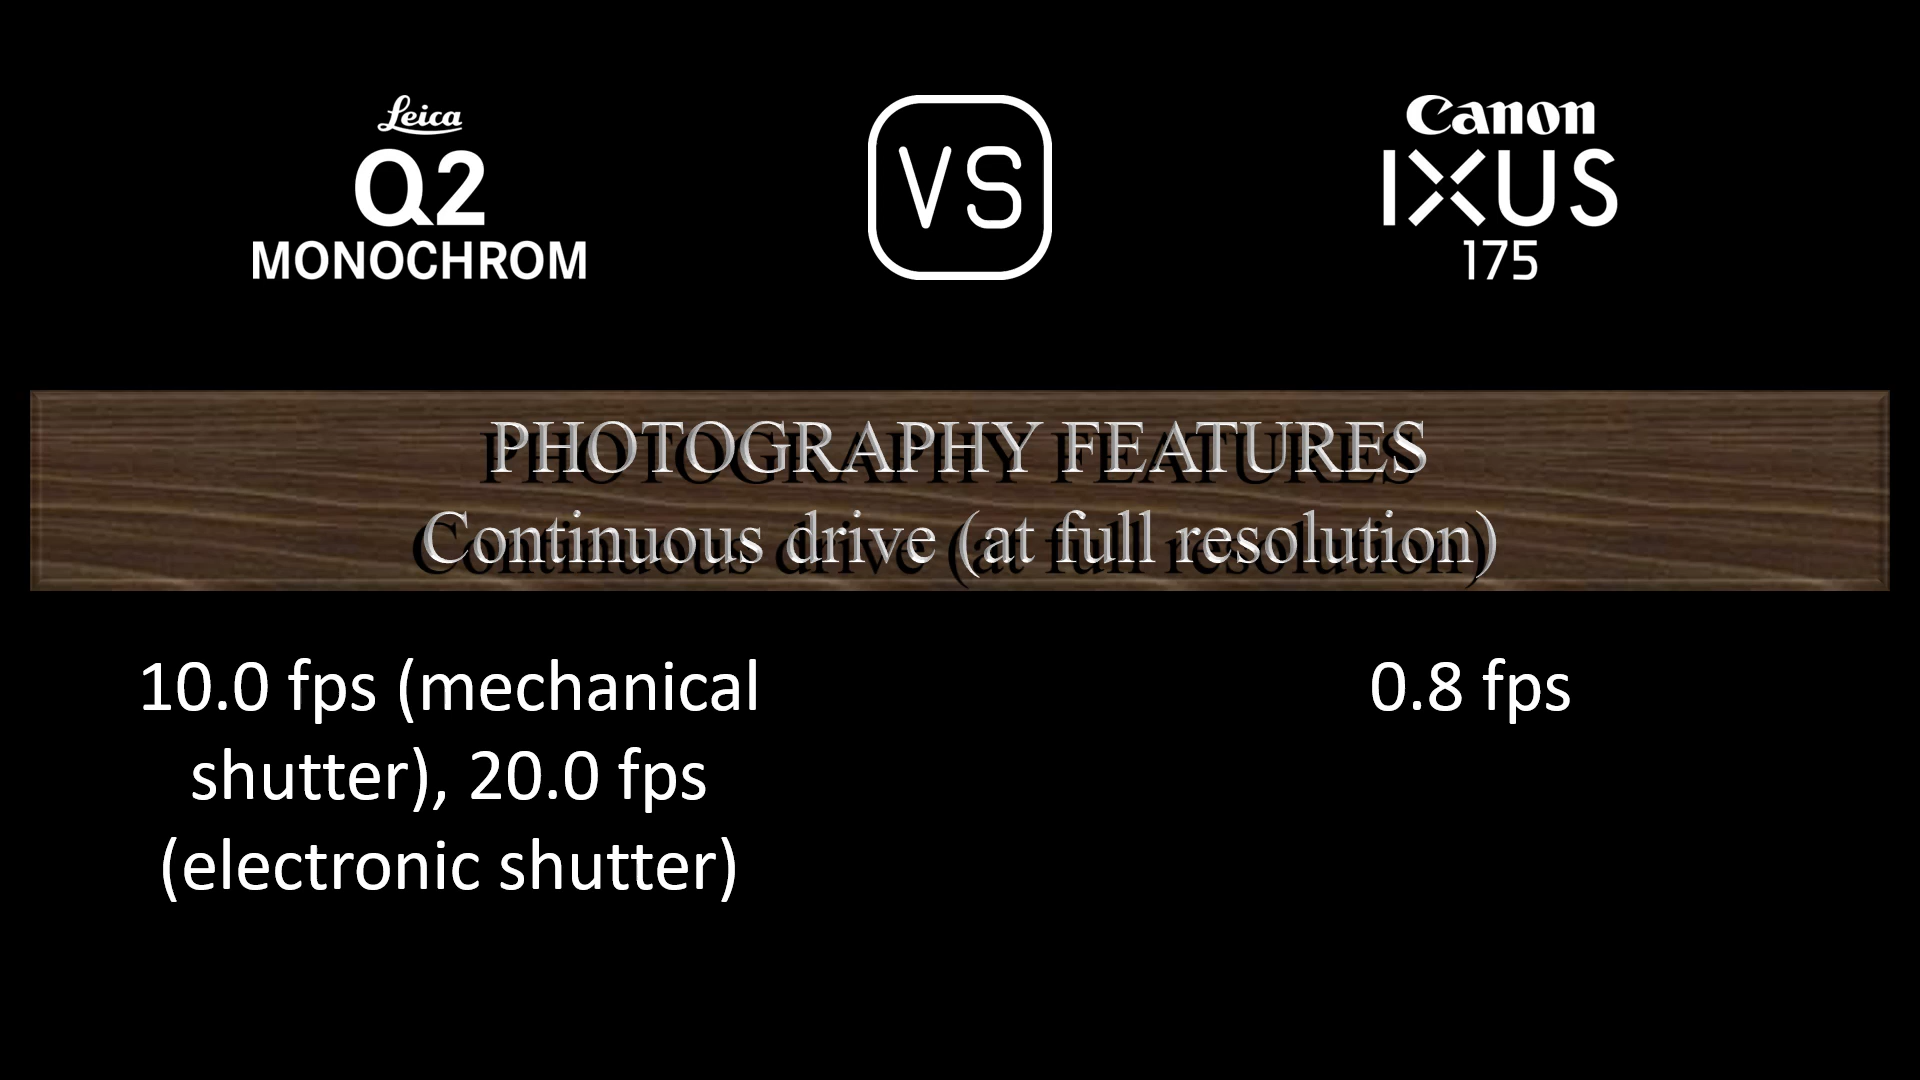 Leica
Q2
MONOCHROM
VS
Canon
IXUS
175
PHOTOGRAPHY FEATURES
Continuous drive (at full resolution)
10.0 fps (mechanical
shutter), 20.0 fps
(electronic shutter)
0.8 fps